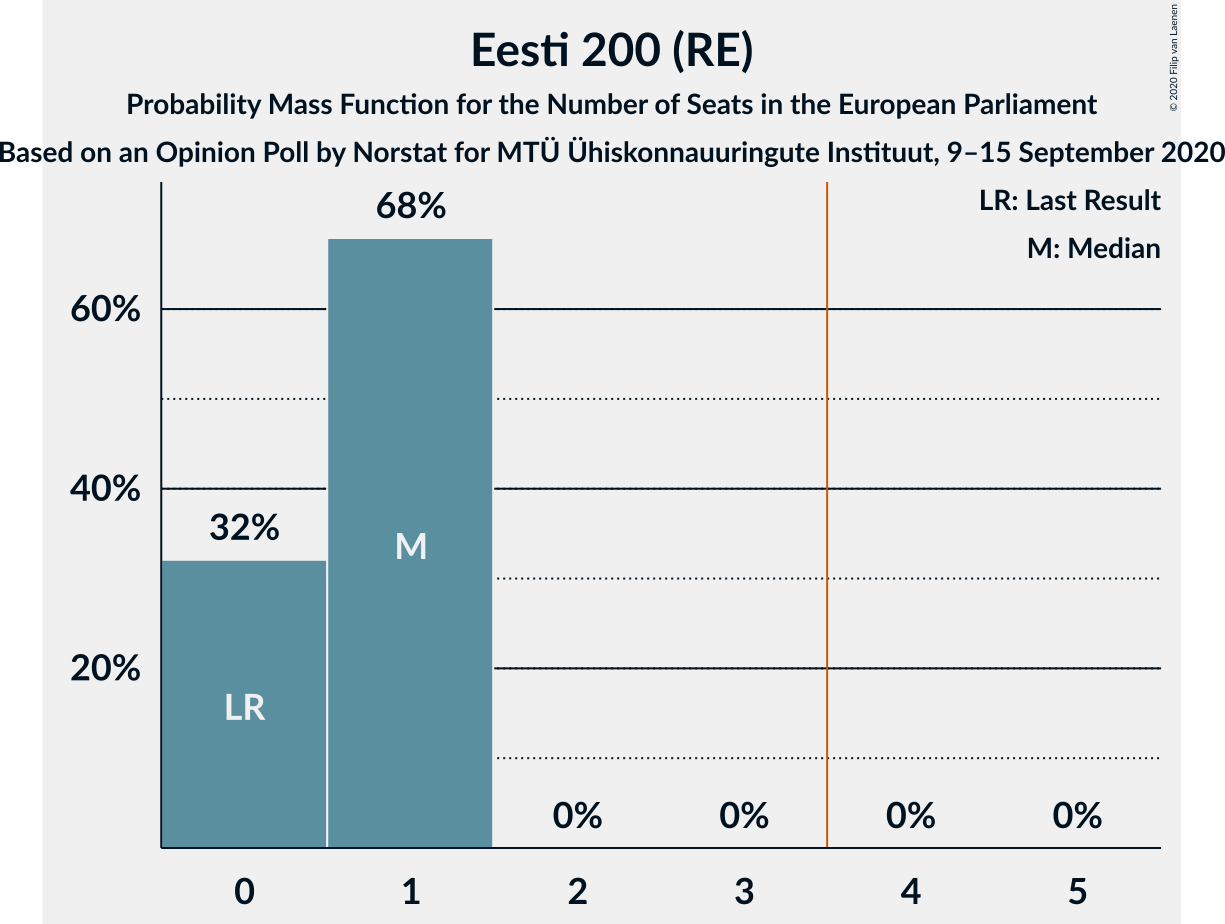 Eesti 200 (RE)
Probability Mass Function for the Number of Seats in the European Parliament
Based on an Opinion Poll by Norstat for MTÜ Ühiskonnauuringute Instituut, 9–15 September 2020
© 2020 Filip van Laenen
LR: Last Result
M: Median
68%
60%
40%
32%
M
20%
LR
0% 0% 0% 0%
0 1 2 3 4 5